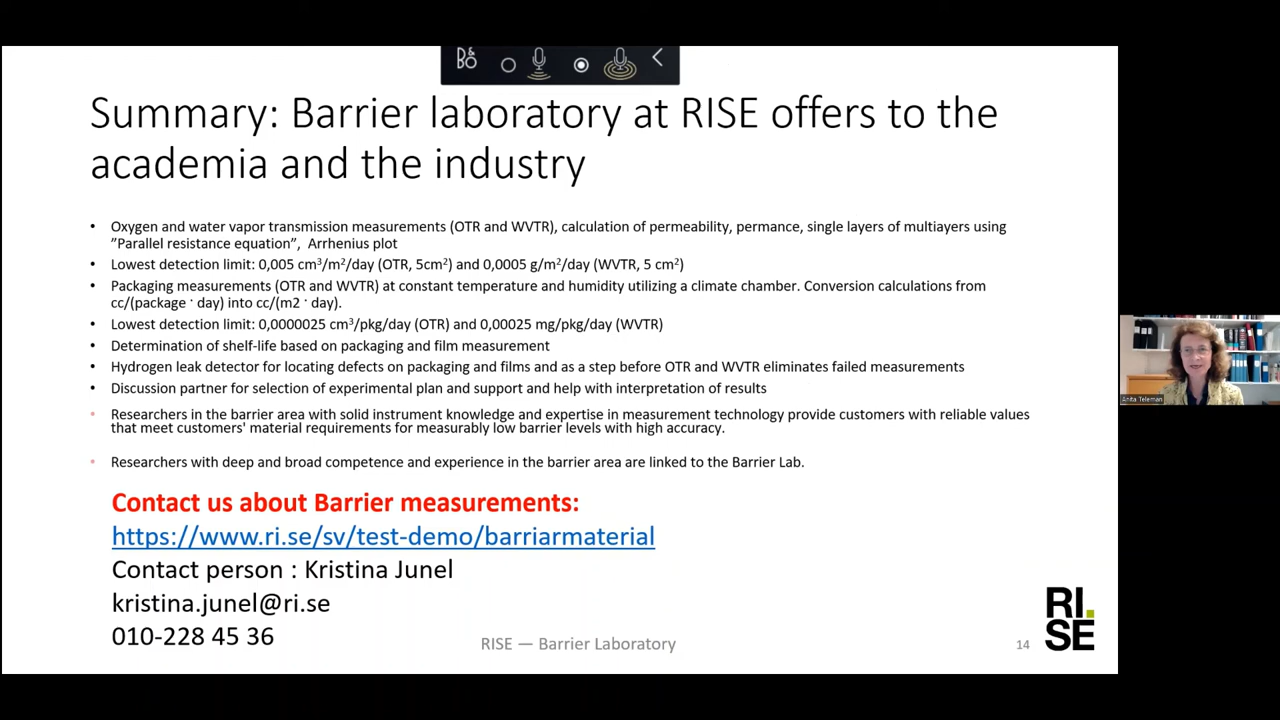 B&O
Summary: Barrier laboratory at RISE offers to the
academia and the industry
• Oxygen and water vapor transmission measurements (OTR and WVTR), calculation of permeability, permance, single layers of multiayers using
”Parallel resistance equation”, Arrhenius plot
• Lowest detection limit: 0,005 cm³/m²/day (OTR, 5cm²) and 0,0005 g/m²/day (WVTR, 5 cm²)
• Packaging measurements (OTR and WVTR) at constant temperature and humidity utilizing a climate chamber. Conversion calculations from
cc/(package · day) into cc/(m2 · day).
• Lowest detection limit: 0,0000025 cm³/pkg/day (OTR) and 0,00025 mg/pkg/day (WVTR)
• Determination of shelf-life based on packaging and film measurement
• Hydrogen leak detector for locating defects on packaging and films and as a step before OTR and WVTR eliminates failed measurements
• Discussion partner for selection of experimental plan and support and help with interpretation of results
• Researchers in the barrier area with solid instrument knowledge and expertise in measurement technology provide customers with reliable values
that meet customers' material requirements for measurably low barrier levels with high accuracy.
• Researchers with deep and broad competence and experience in the barrier area are linked to the Barrier Lab.
Contact us about Barrier measurements:
https://www.ri.se/sv/test-demo/barriarmaterial
Contact person : Kristina Junel
kristina.junel@ri.se
010-228 45 36
RISE — Barrier Laboratory
14
RI.
SE
Anita Teleman